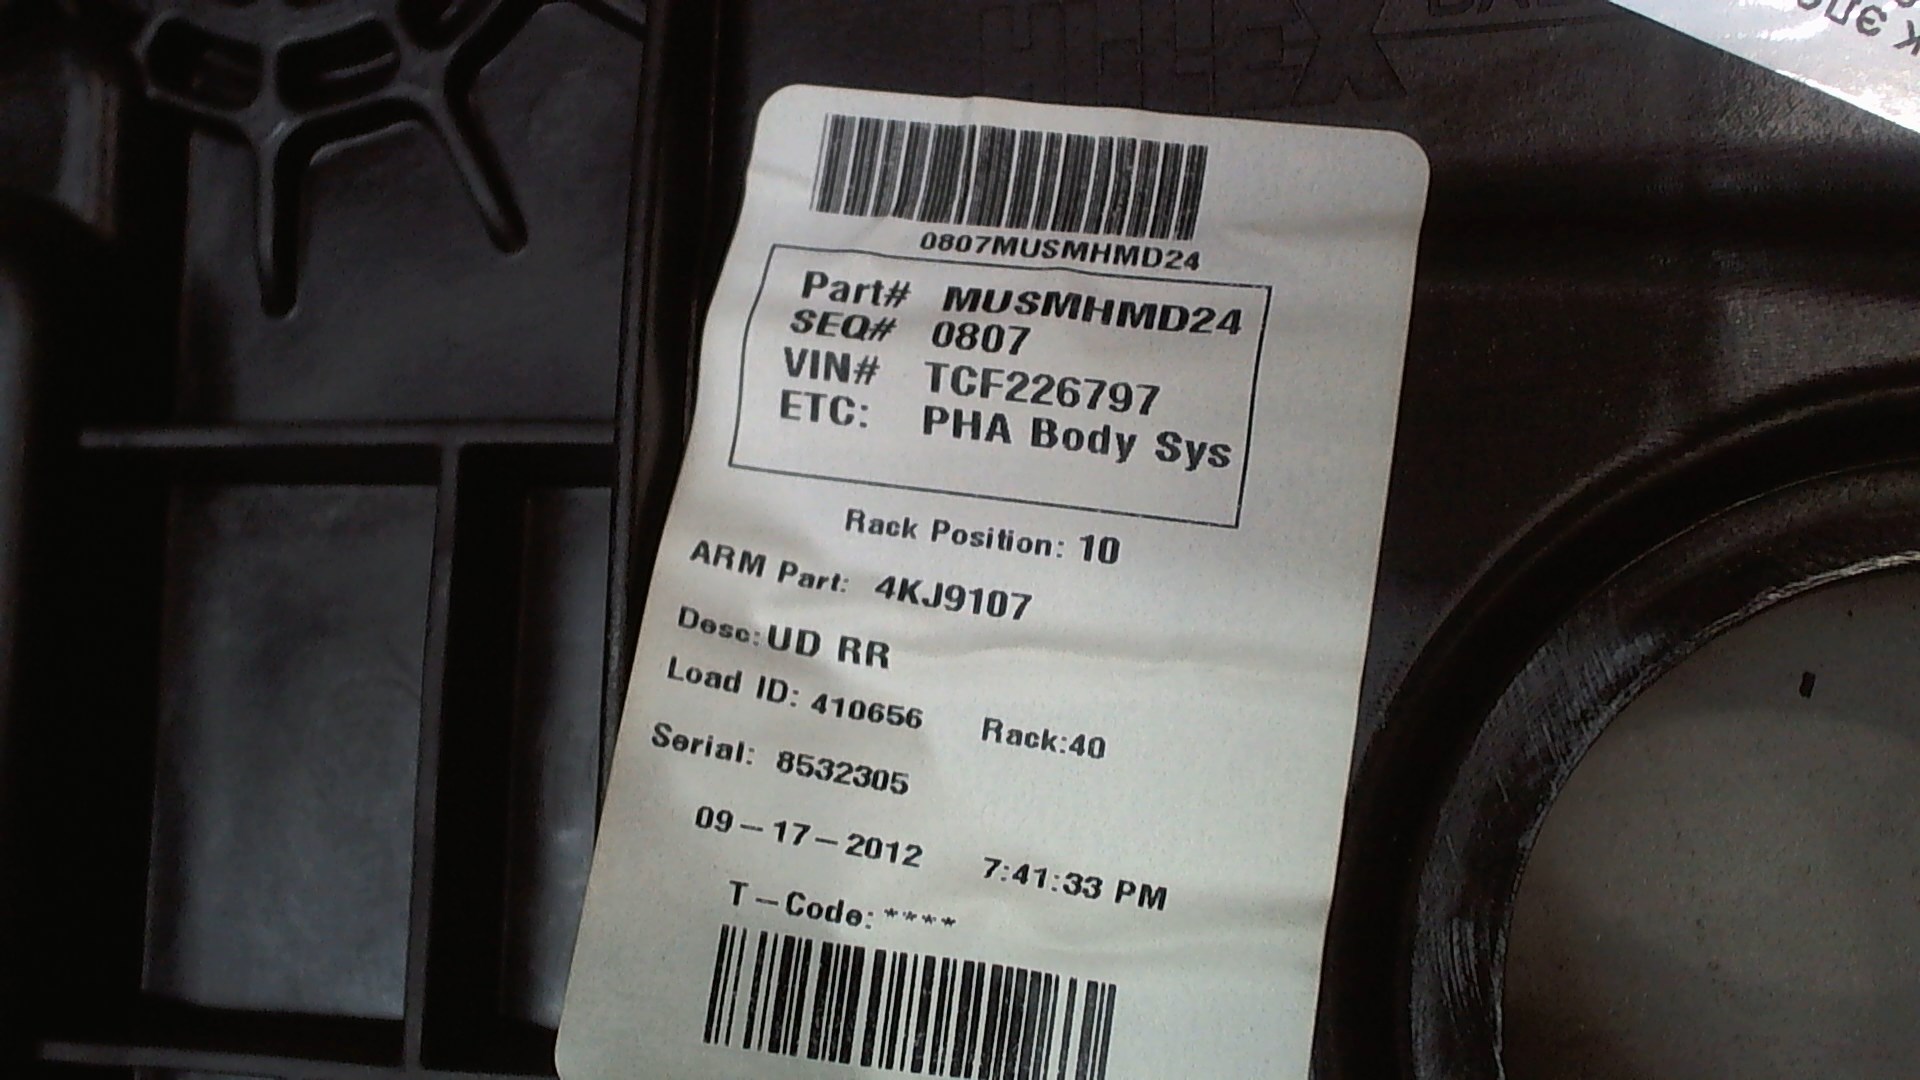 0807MUSMHMD24
Part# MUSMHMD24
SEQ# 0807
VIN# TCF226797
ETC: PHA Body Sys
Rack Position: 10
ARM Part: 4KJ9107
Desc: UD RR
Load ID: 410656 Rack:40
Serial: 8532305
09-17-2012 7:41:33 PM
T-Code: ****